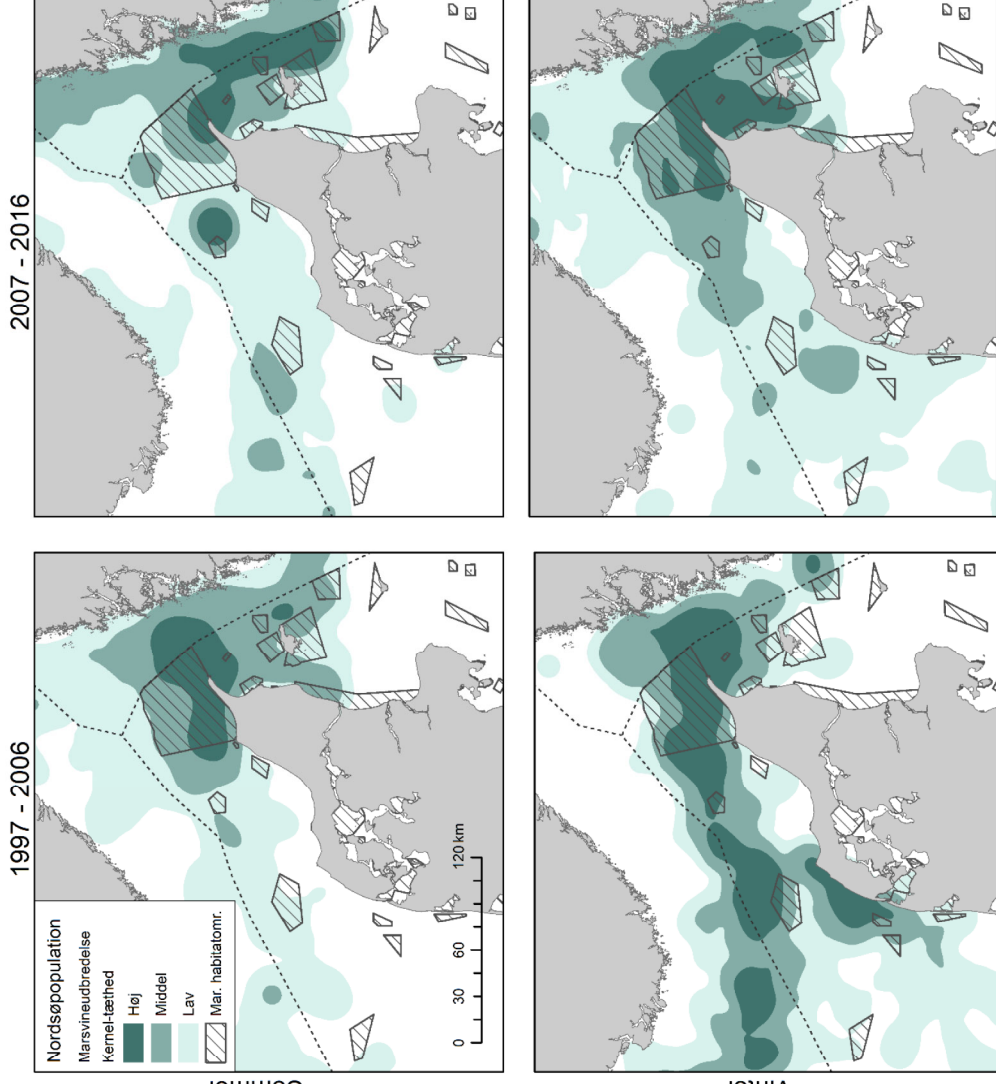 1997 - 2006
2007 - 2016
Nordsøpopulation
Marsvineudbredelse
Kernel-tæthed
Høj
Middel
Lav
Mar. habitatomr.
0 30 60 120 km